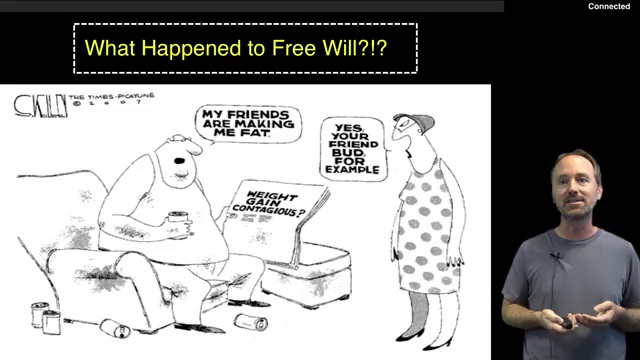 Connected
What Happened to Free Will?!?
THE TIMES-PICAYUNE
© 2007
MY FRIENDS
ARE MAKING
ME FAT.
YES,
YOUR
FRIEND
BUD,
FOR
EXAMPLE
WEIGHT
GAIN
CONTAGIOUS?